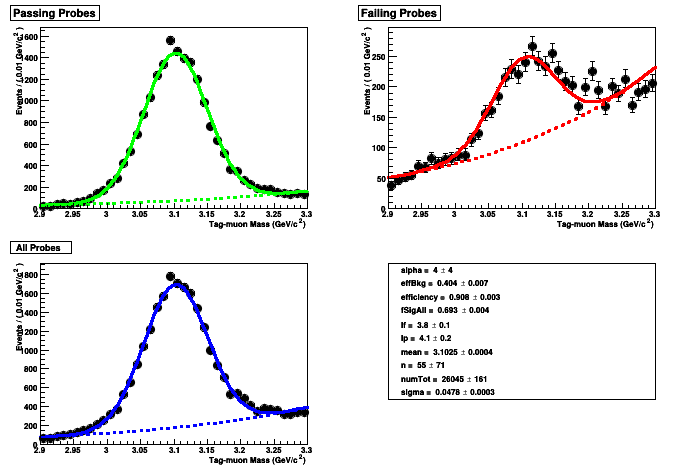 Passing Probes
Events / ( 0.01 GeV/c² )
1600
1400
1200
1000
800
600
400
200
0
2.9 2.95 3 3.05 3.1 3.15 3.2 3.25 3.3
Tag-muon Mass (GeV/c²)
Failing Probes
Events / ( 0.01 GeV/c² )
250
200
150
100
50
0
2.9 2.95 3 3.05 3.1 3.15 3.2 3.25 3.3
Tag-muon Mass (GeV/c²)
All Probes
Events / ( 0.01 GeV/c² )
1800
1600
1400
1200
1000
800
600
400
200
0
2.9 2.95 3 3.05 3.1 3.15 3.2 3.25 3.3
Tag-muon Mass (GeV/c²)
alpha = 4 ± 4
effBkg = 0.404 ± 0.007
efficiency = 0.908 ± 0.003
fSigAll = 0.693 ± 0.004
lf = 3.8 ± 0.1
lp = 4.1 ± 0.2
mean = 3.1025 ± 0.0004
n = 55 ± 71
numTot = 26045 ± 161
sigma = 0.0478 ± 0.0003